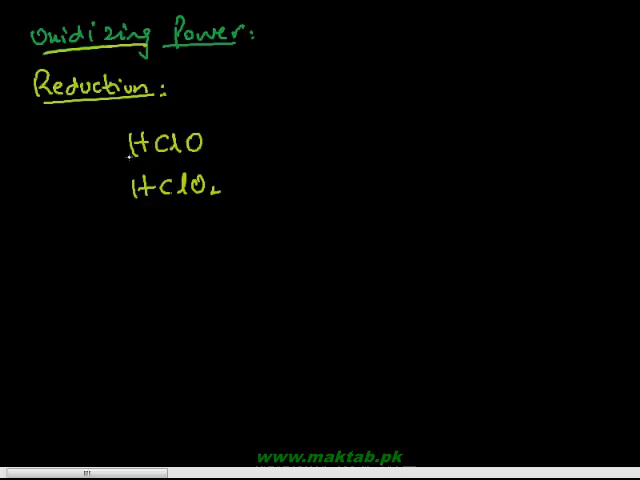 Oxidizing Power:
Reduction:
HClO
HClO₂
www.maktab.pk